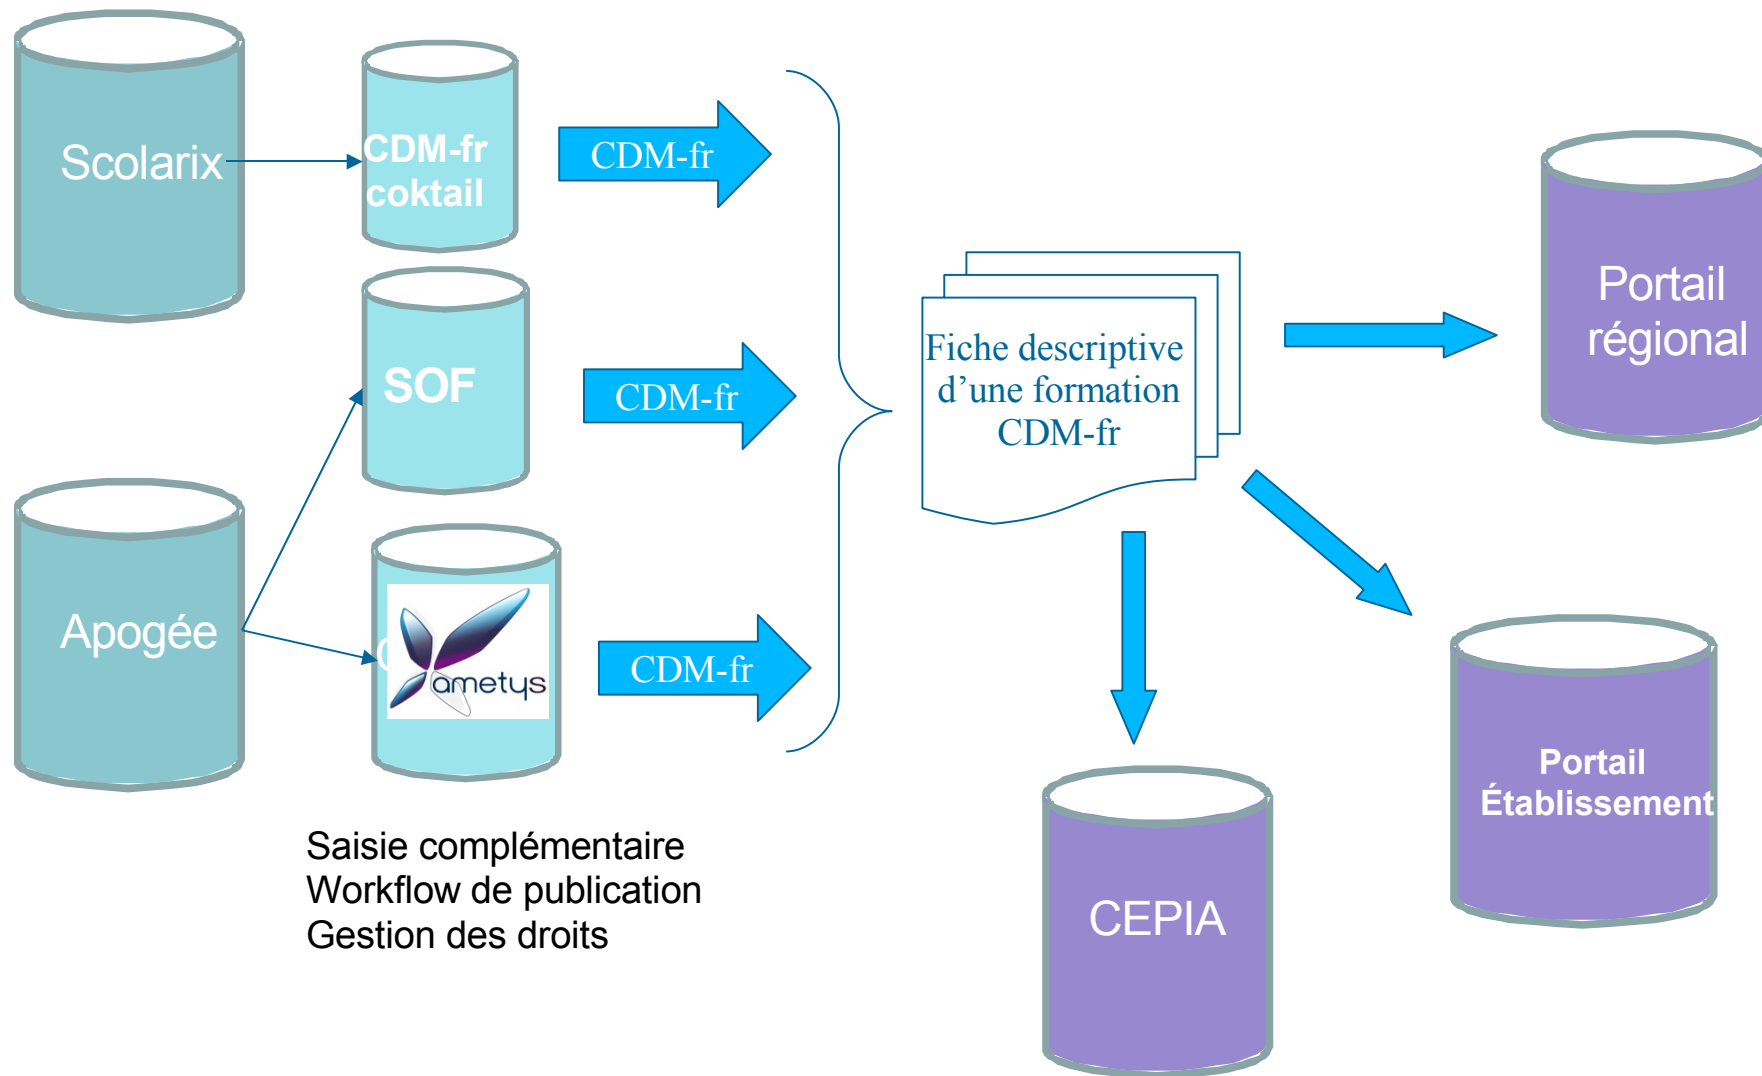 Scolarix
CDM-fr
coktail
CDM-fr
SOF
CDM-fr
Apogée
ametys
CDM-fr
Saisie complémentaire
Workflow de publication
Gestion des droits
Fiche descriptive
d’une formation
CDM-fr
Portail
régional
Portail
Établissement
CEPIA